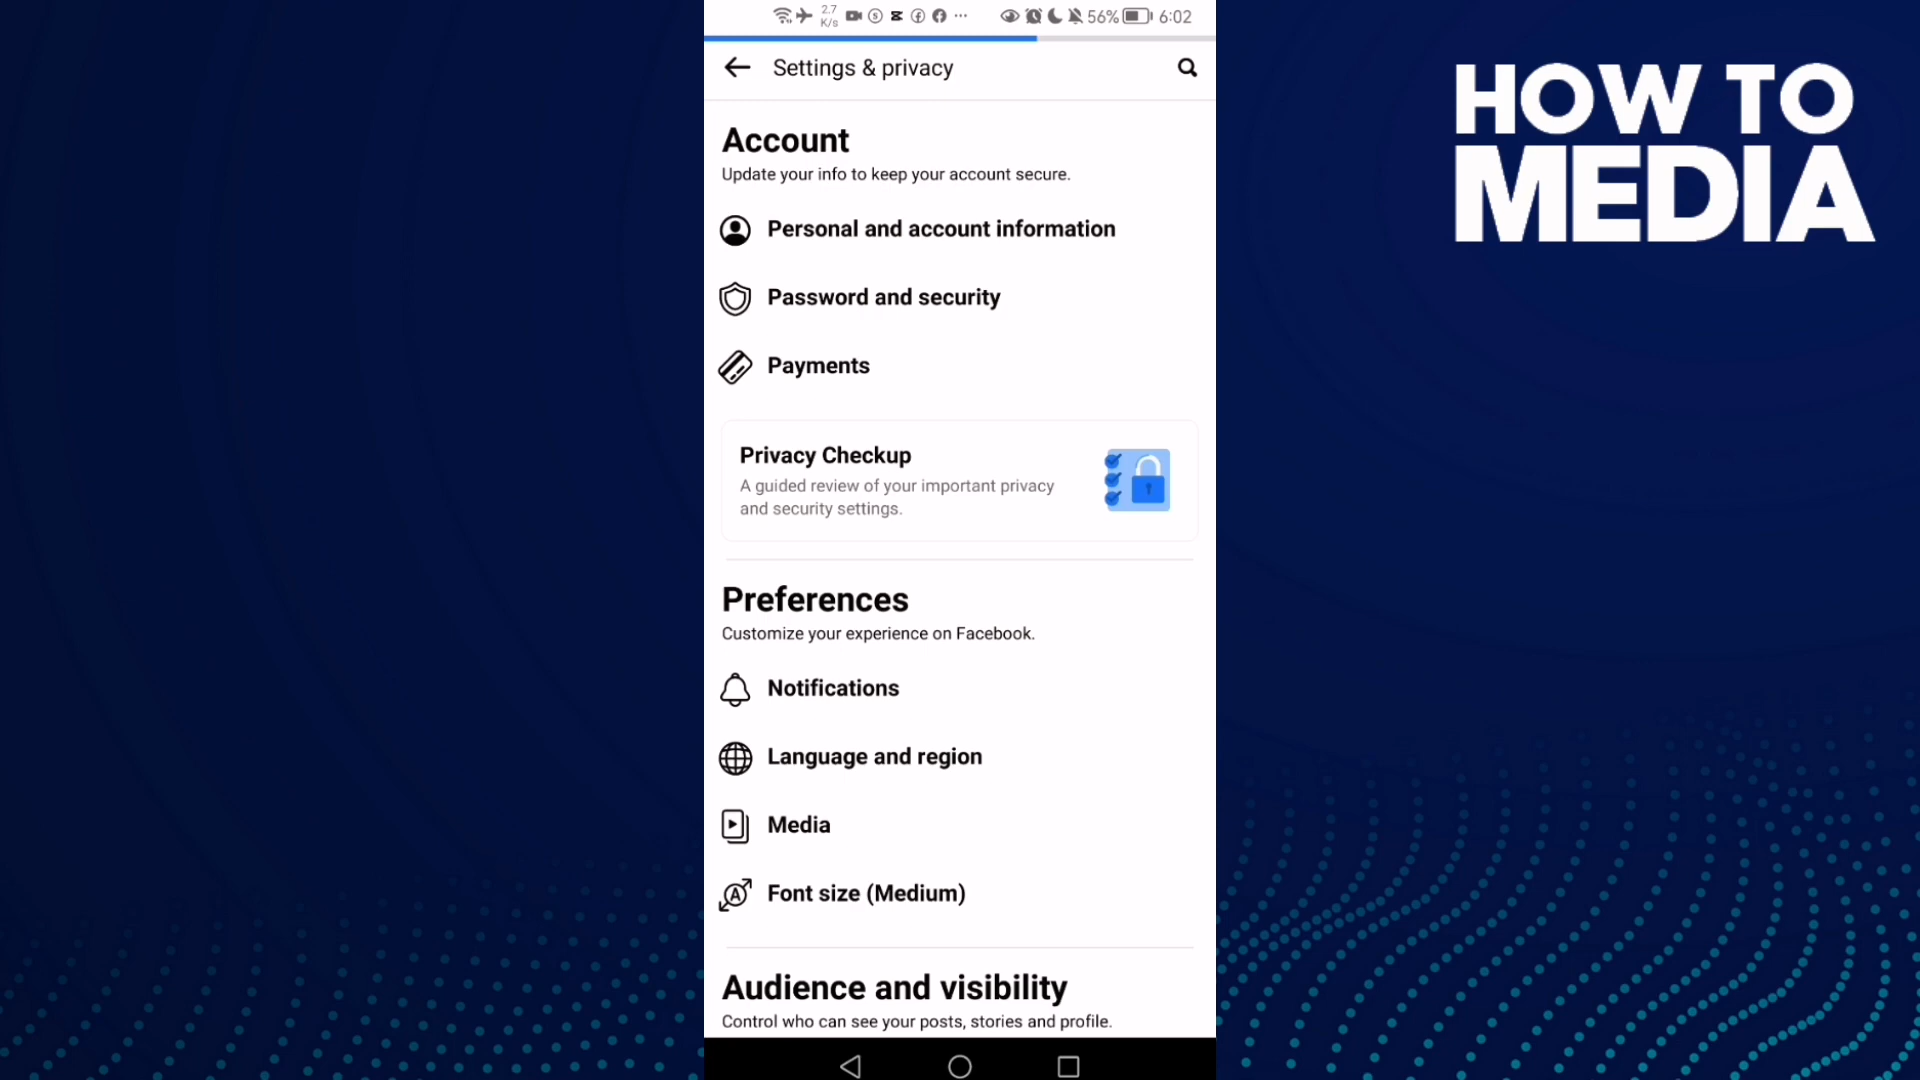 2.7
K/s
56%
6:02
Settings & privacy
HOW TO
MEDIA
Account
Update your info to keep your account secure.
Personal and account information
Password and security
Payments
Privacy Checkup
A guided review of your important privacy
and security settings.
Preferences
Customize your experience on Facebook.
Notifications
Language and region
Media
Font size (Medium)
Audience and visibility
Control who can see your posts, stories and profile.